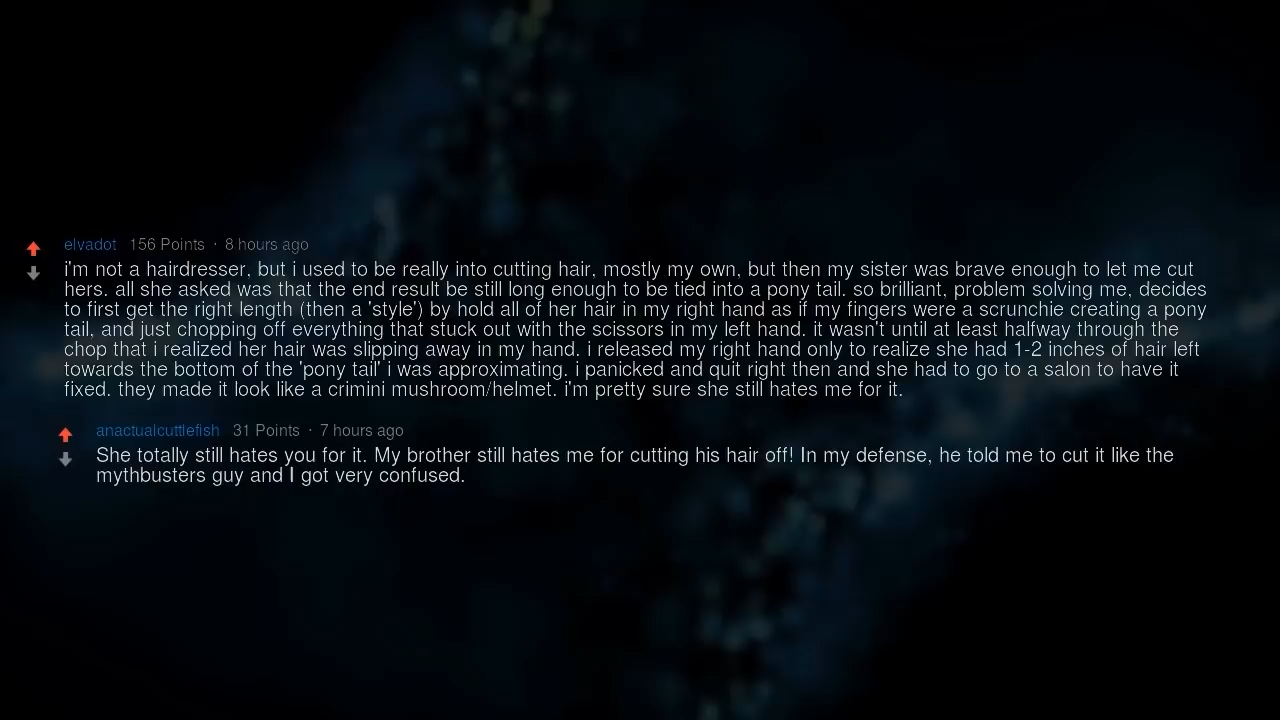 elvadot 156 Points · 8 hours ago
i'm not a hairdresser, but i used to be really into cutting hair, mostly my own, but then my sister was brave enough to let me cut
hers. all she asked was that the end result be still long enough to be tied into a pony tail. so brilliant, problem solving me, decides
to first get the right length (then a 'style') by hold all of her hair in my right hand as if my fingers were a scrunchie creating a pony
tail, and just chopping off everything that stuck out with the scissors in my left hand. it wasn't until at least halfway through the
chop that i realized her hair was slipping away in my hand. i released my right hand only to realize she had 1-2 inches of hair left
towards the bottom of the 'pony tail' i was approximating. i panicked and quit right then and she had to go to a salon to have it
fixed. they made it look like a crimini mushroom/helmet. i'm pretty sure she still hates me for it.
anactualcuttlefish 31 Points · 7 hours ago
She totally still hates you for it. My brother still hates me for cutting his hair off! In my defense, he told me to cut it like the
mythbusters guy and I got very confused.